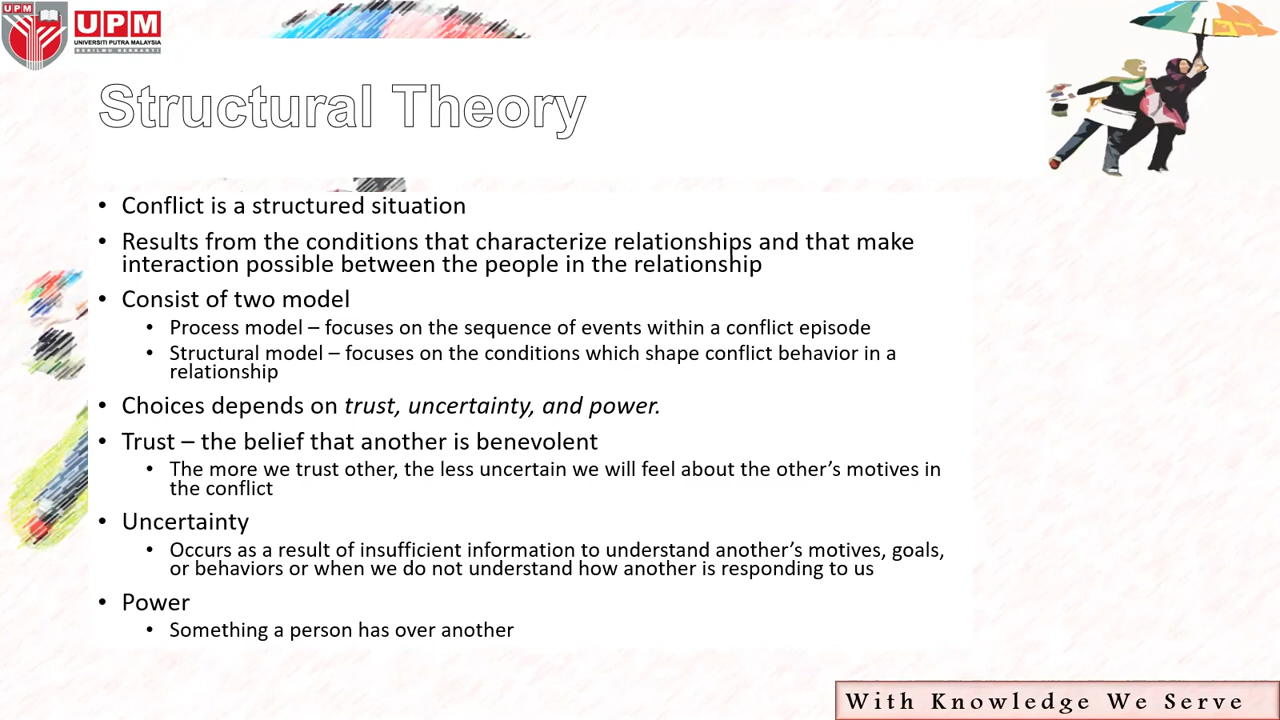 UPM
UPM
UNIVERSITI PUTRA MALAYSIA
BERILMU BERBAKTI
Structural Theory
• Conflict is a structured situation
• Results from the conditions that characterize relationships and that make
interaction possible between the people in the relationship
• Consist of two model
• Process model – focuses on the sequence of events within a conflict episode
• Structural model – focuses on the conditions which shape conflict behavior in a
relationship
• Choices depends on trust, uncertainty, and power.
• Trust – the belief that another is benevolent
• The more we trust other, the less uncertain we will feel about the other’s motives in
the conflict
• Uncertainty
• Occurs as a result of insufficient information to understand another’s motives, goals,
or behaviors or when we do not understand how another is responding to us
• Power
• Something a person has over another
With Knowledge We Serve